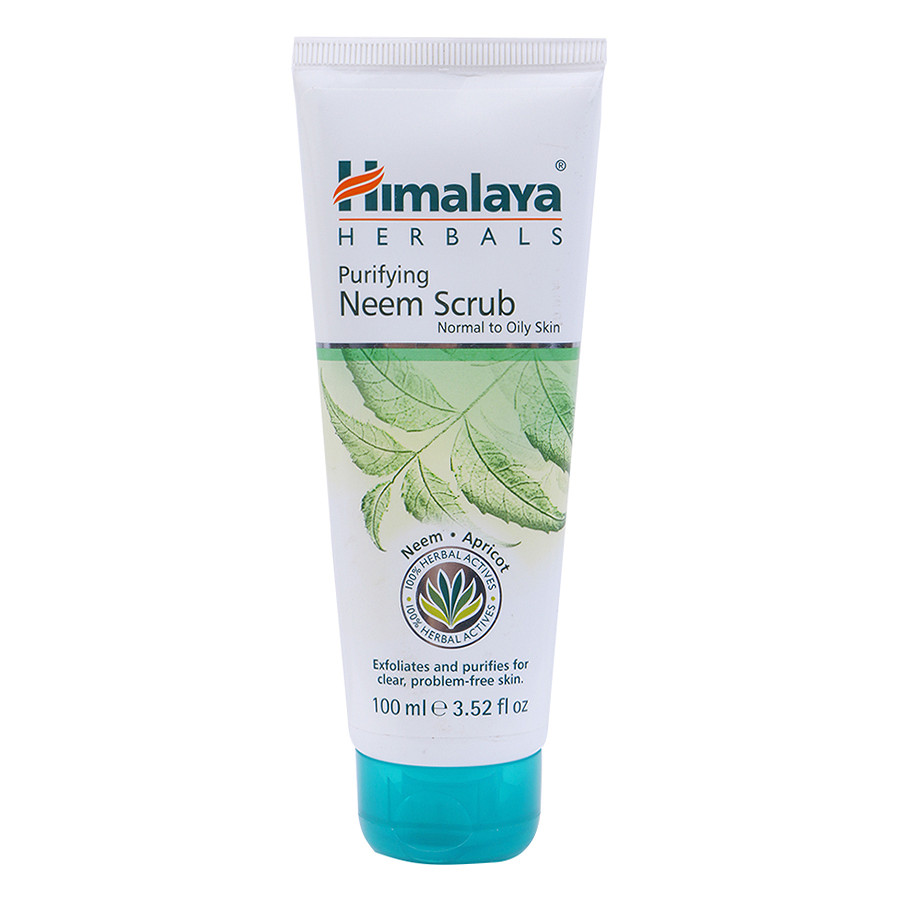 Himalaya®
HERBALS
Purifying
Neem Scrub
Normal to Oily Skin
Neem • Apricot
100% HERBAL ACTIVES •
100% HERBAL ACTIVES •
Exfoliates and purifies for
clear, problem-free skin.
100 ml ℮ 3.52 fl oz